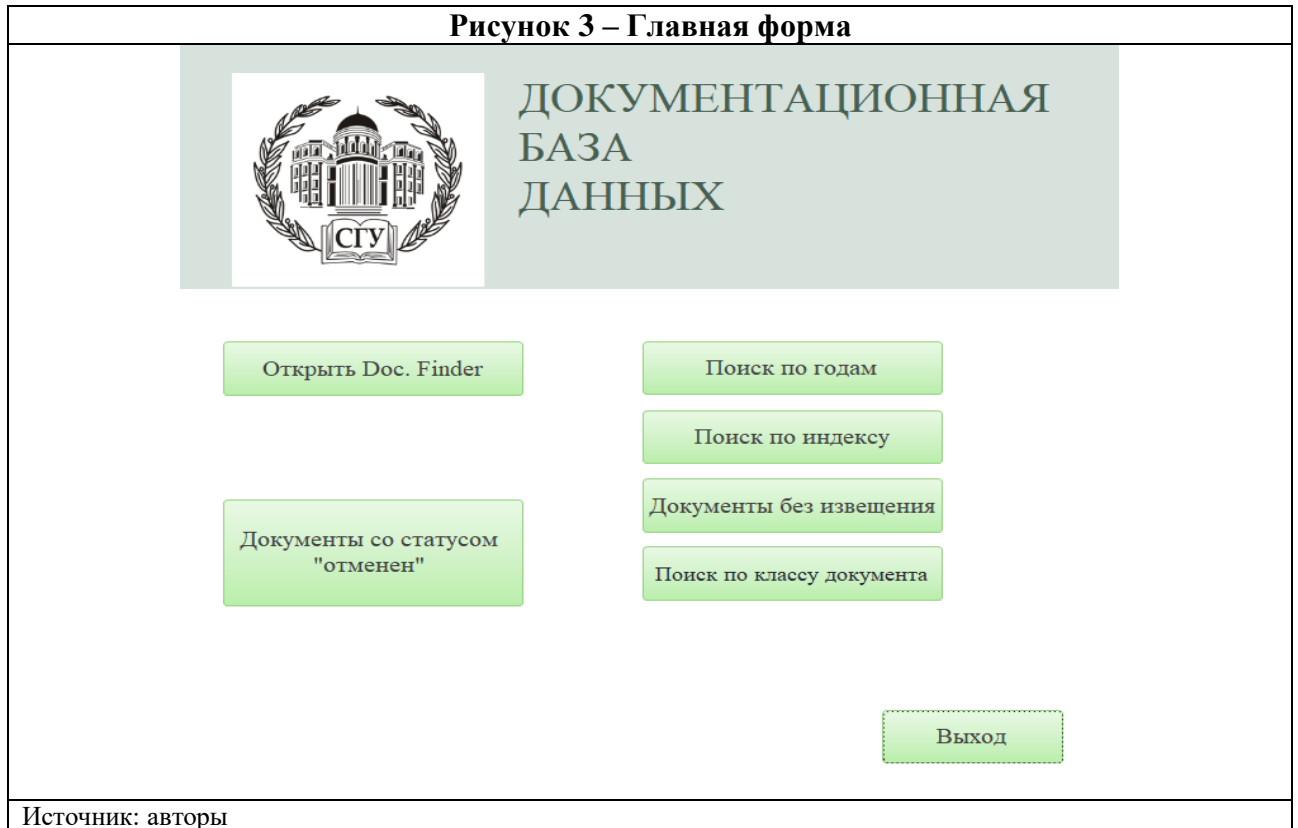 Рисунок 3 – Главная форма
СГУ
ДОКУМЕНТАЦИОННАЯ
БАЗА
ДАННЫХ
Открыть Doc. Finder
Поиск по годам
Поиск по индексу
Документы без извещения
Документы со статусом
"отменен"
Поиск по классу документа
Выход
Источник: авторы